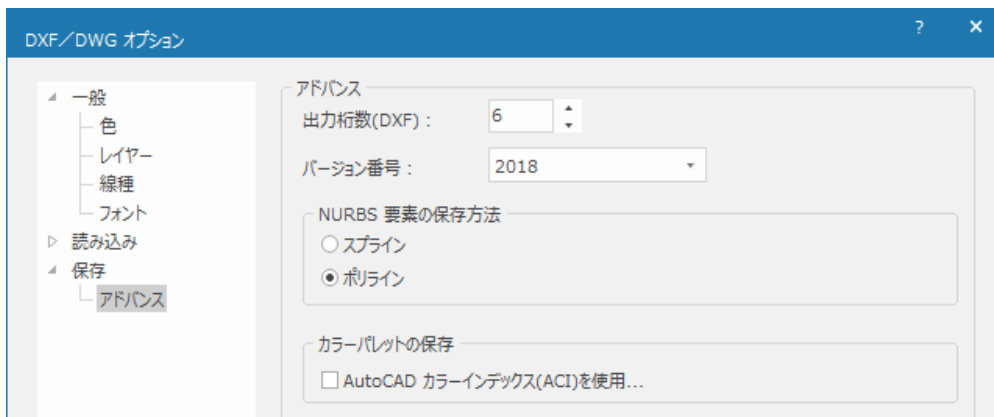 DXF／DWG オプション
? ×
一般
色
レイヤー
線種
フォント
読み込み
保存
アドバンス
アドバンス
出力桁数(DXF)： 6
バージョン番号： 2018
NURBS 要素の保存方法
スプライン
ポリライン
カラーパレットの保存
AutoCAD カラーインデックス(ACI)を使用...